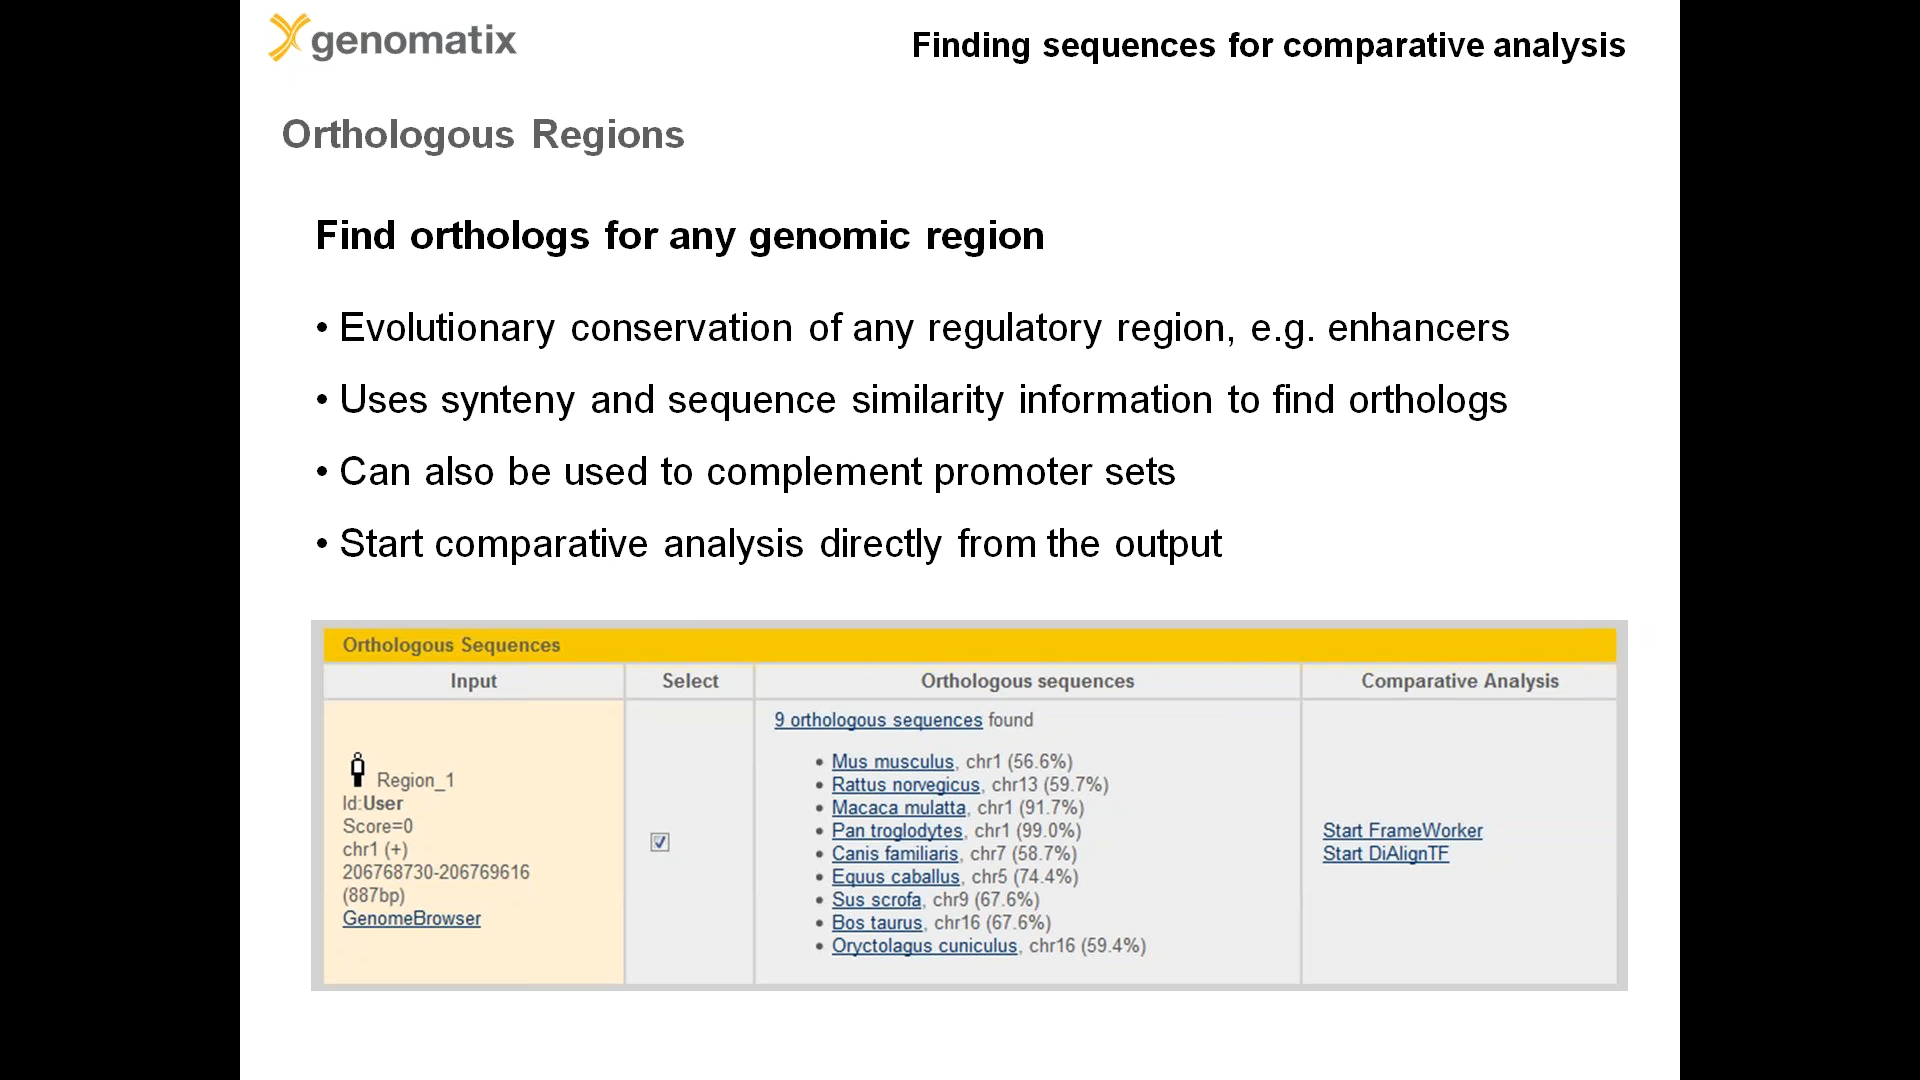 genomatix
Finding sequences for comparative analysis
Orthologous Regions
Find orthologs for any genomic region
• Evolutionary conservation of any regulatory region, e.g. enhancers
• Uses synteny and sequence similarity information to find orthologs
• Can also be used to complement promoter sets
• Start comparative analysis directly from the output
Orthologous Sequences
Input
Select
Orthologous sequences
Comparative Analysis
Region_1
Id:User
Score=0
chr1 (+)
206768730-206769616
(887bp)
GenomeBrowser
9 orthologous sequences found
• Mus musculus, chr1 (56.6%)
• Rattus norvegicus, chr13 (59.7%)
• Macaca mulatta, chr1 (91.7%)
• Pan troglodytes, chr1 (99.0%)
• Canis familiaris, chr7 (58.7%)
• Equus caballus, chr5 (74.4%)
• Sus scrofa, chr9 (67.6%)
• Bos taurus, chr16 (67.6%)
• Oryctolagus cuniculus, chr16 (59.4%)
Start FrameWorker
Start DiAlignTF